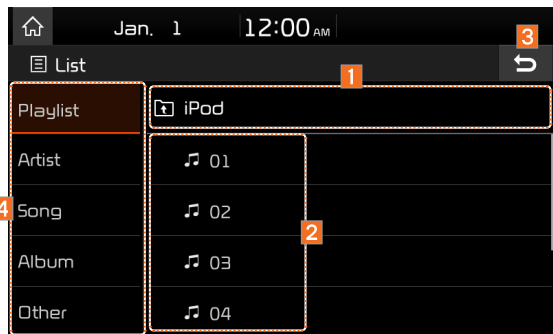 Jan. 1 12:00 AM
3
List
1
Playlist
iPod
Artist
01
4
Song
02
2
Album
03
Other
04